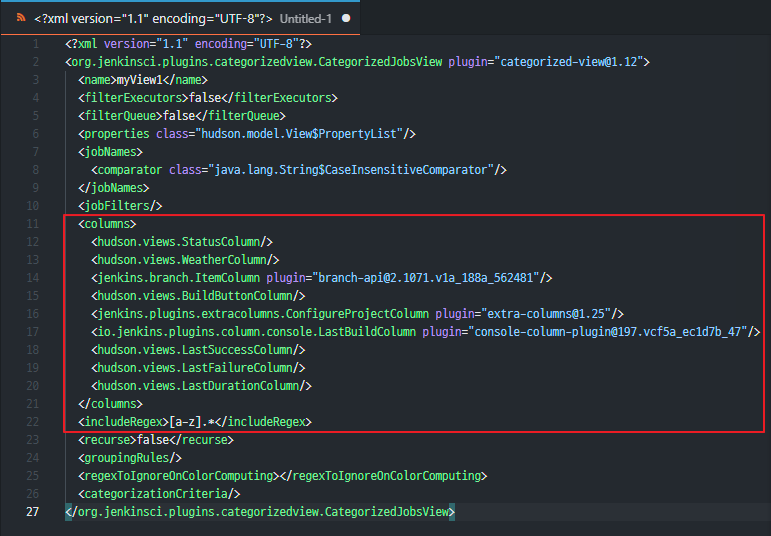 <?xml version="1.1" encoding="UTF-8"?> Untitled-1
1 <?xml version="1.1" encoding="UTF-8"?>
2 <org.jenkinsci.plugins.categorizedview.CategorizedJobsView plugin="categorized-view@1.12">
3 <name>myView1</name>
4 <filterExecutors>false</filterExecutors>
5 <filterQueue>false</filterQueue>
6 <properties class="hudson.model.View$PropertyList"/>
7 <jobNames>
8 <comparator class="java.lang.String$CaseInsensitiveComparator"/>
9 </jobNames>
10 <jobFilters/>
11 <columns>
12 <hudson.views.StatusColumn/>
13 <hudson.views.WeatherColumn/>
14 <jenkins.branch.ItemColumn plugin="branch-api@2.1071.v1a_188a_562481"/>
15 <hudson.views.BuildButtonColumn/>
16 <jenkins.plugins.extracolumns.ConfigureProjectColumn plugin="extra-columns@1.25"/>
17 <io.jenkins.plugins.column.console.LastBuildColumn plugin="console-column-plugin@197.vcf5a_ec1d7b_47"/>
18 <hudson.views.LastSuccessColumn/>
19 <hudson.views.LastFailureColumn/>
20 <hudson.views.LastDurationColumn/>
21 </columns>
22 <includeRegex>[a-z].*</includeRegex>
23 <recurse>false</recurse>
24 <groupingRules/>
25 <regexToIgnoreOnColorComputing></regexToIgnoreOnColorComputing>
26 <categorizationCriteria/>
27 </org.jenkinsci.plugins.categorizedview.CategorizedJobsView>